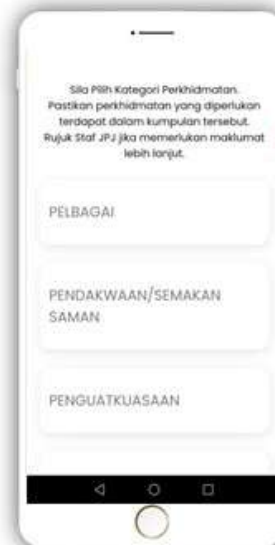 Sila Pilih Kategori Perkhidmatan.
Pastikan perkhidmatan yang diperlukan
terdapat dalam kumpulan tersebut.
Rujuk Staf JPJ jika memerlukan maklumat
lebih lanjut.
PELBAGAI
PENDAKWAAN/SEMAKAN
SAMAN
PENGUATKUASAAN